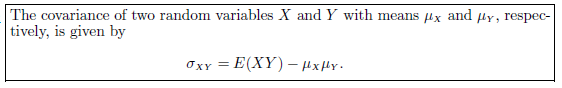 The covariance of two random variables X and Y with means μ_X and μ_Y, respec-
tively, is given by
σ_XY = E(XY) − μ_Xμ_Y.